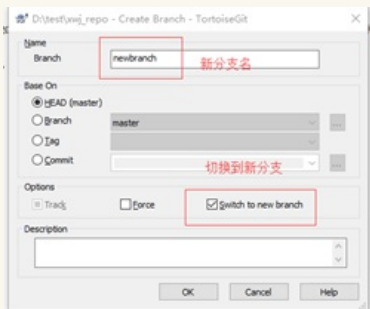 D:\test\xwj_repo - Create Branch - TortoiseGit
Name
Branch newbranch 新分支名
Base On
HEAD (master)
Branch master
Tag
Commit 切换到新分支
Options
Track Force Switch to new branch
Description
OK Cancel Help